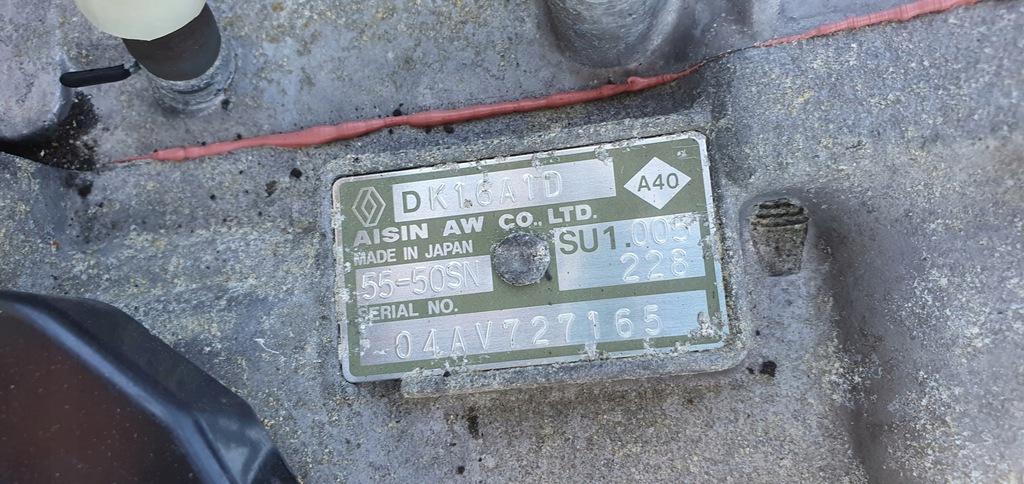 DK16A1D
A40
AISIN AW CO., LTD.
MADE IN JAPAN
SU1.005
55-50SN
228
SERIAL NO.
04AV727165